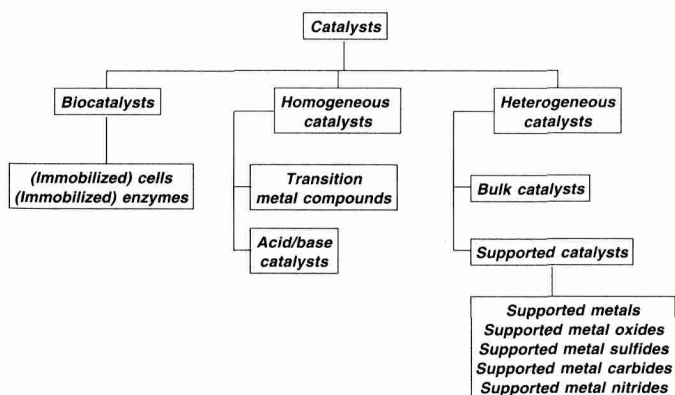 Catalysts
Biocatalysts
Homogeneous
catalysts
Heterogeneous
catalysts
(Immobilized) cells
(Immobilized) enzymes
Transition
metal compounds
Bulk catalysts
Acid/base
catalysts
Supported catalysts
Supported metals
Supported metal oxides
Supported metal sulfides
Supported metal carbides
Supported metal nitrides